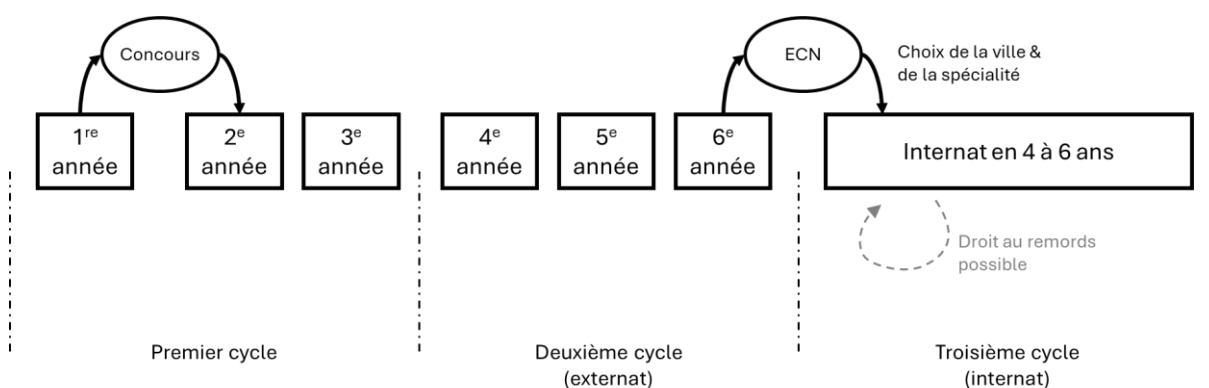 Concours
ECN
Choix de la ville &
de la spécialité
1re
année
2e
année
3e
année
4e
année
5e
année
6e
année
Internat en 4 à 6 ans
Droit au remords
possible
Premier cycle
Deuxième cycle
(externat)
Troisième cycle
(internat)